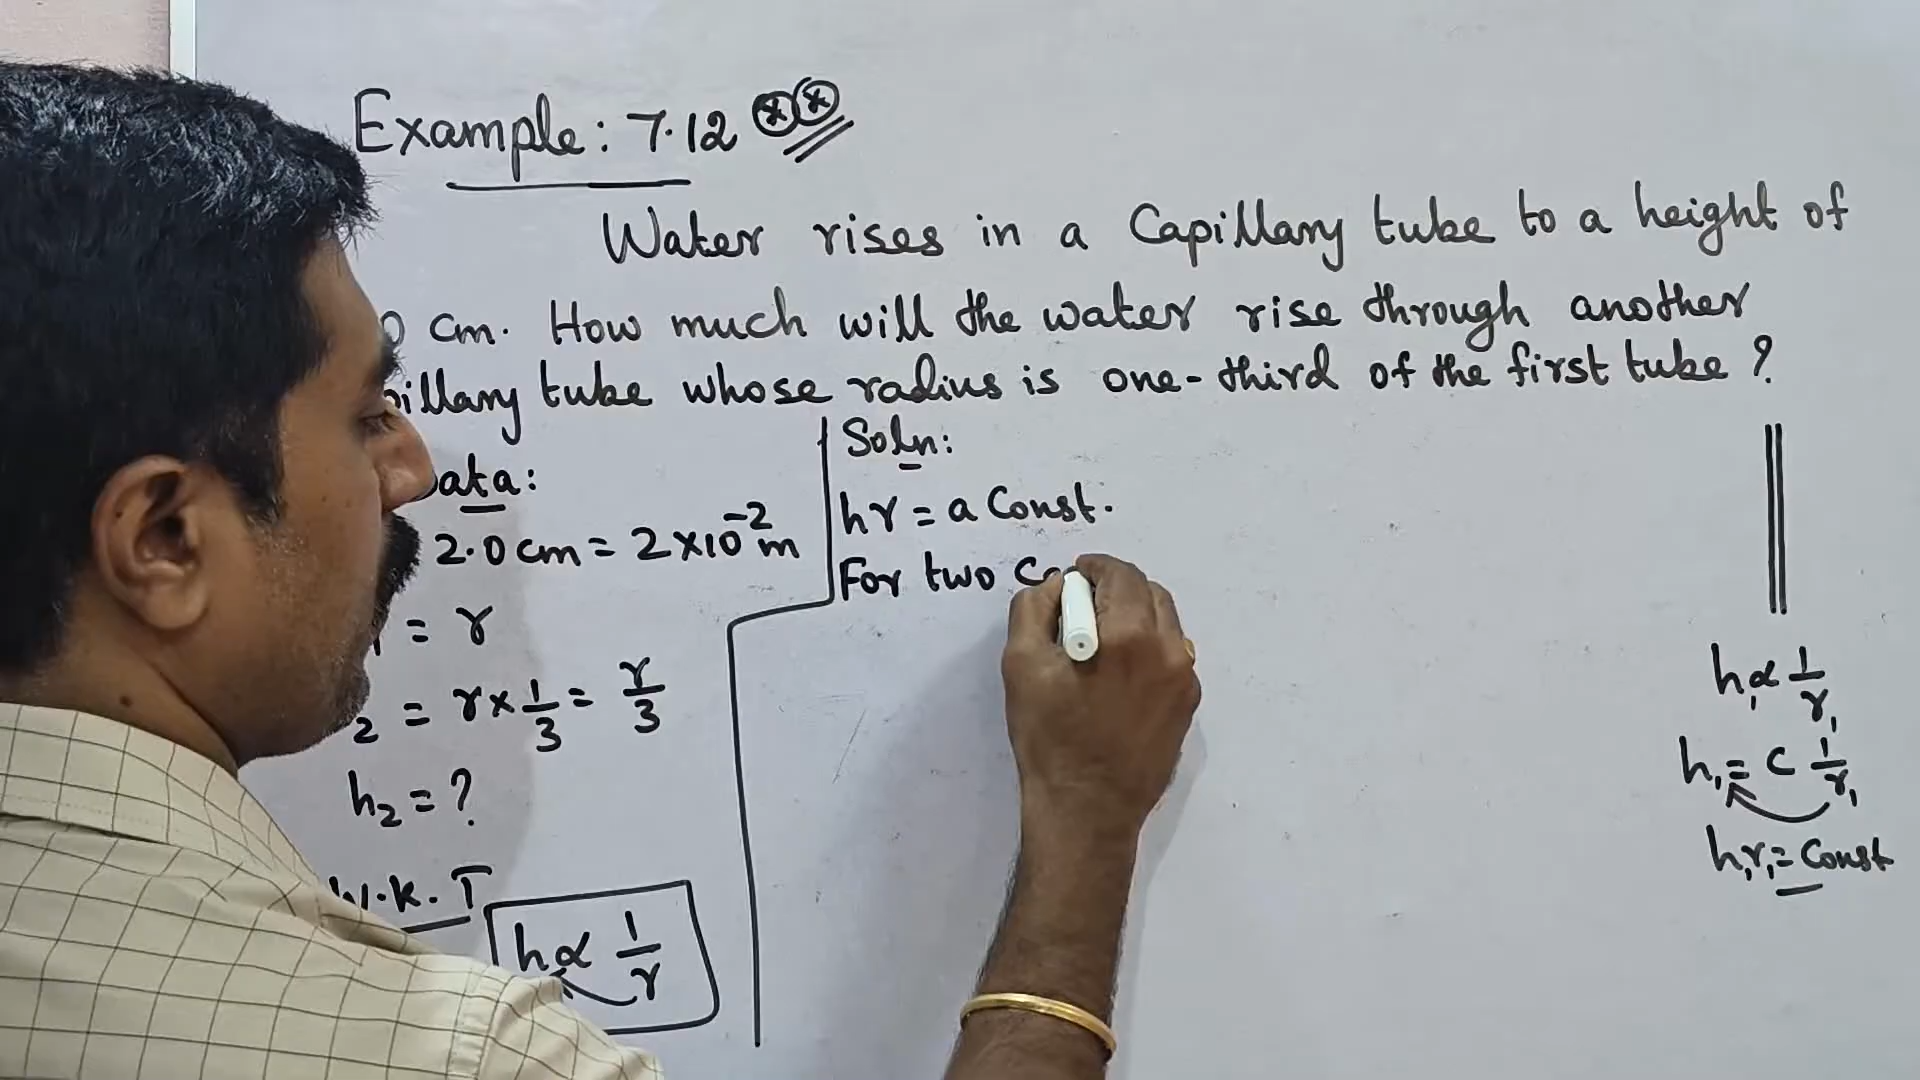 Example: 7.12
Water rises in a Capillary tube to a height of
cm. How much will the water rise through another
tube whose radius is one-third of the first tube ?
2.0 cm = 2×10⁻² m
= r
2 = r × 1/3 = r/3
h₂ = ?
W.K.T
h ∝ 1/r
Soln:
hr = a Const.
For two
h₁ ∝ 1/r₁
h₁ = C 1/r₁
h₁r₁ = Const